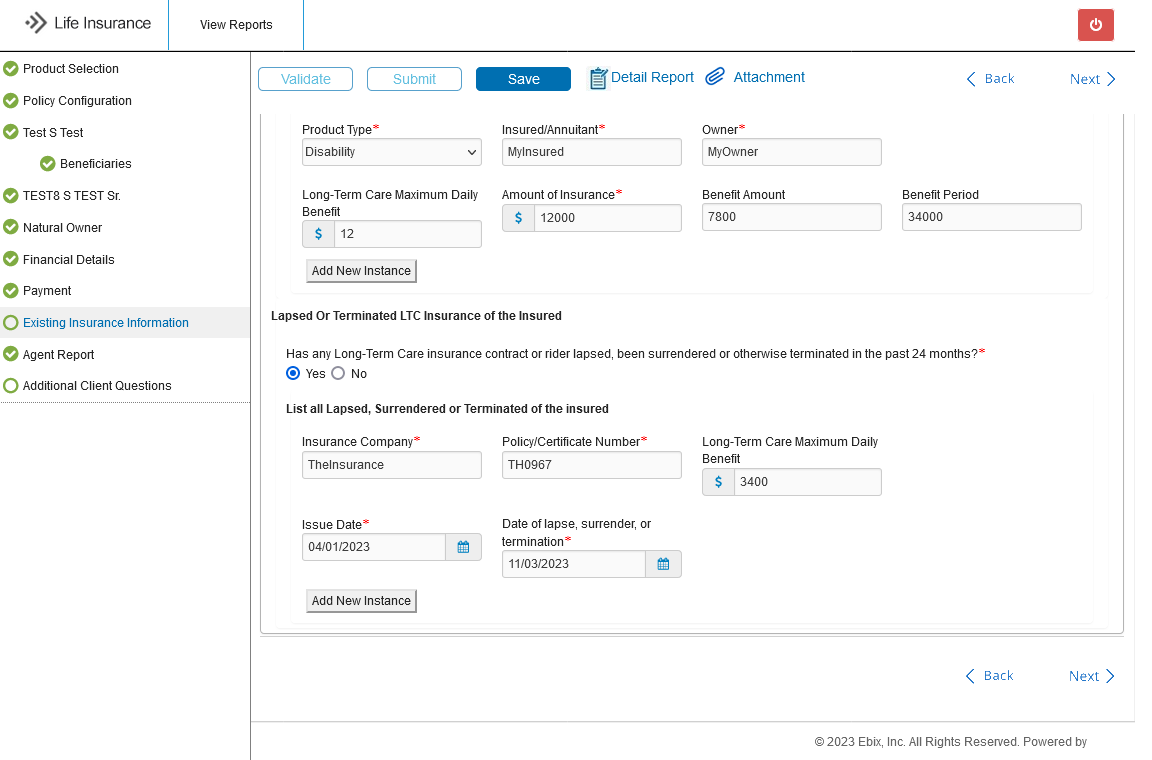 Life Insurance
View Reports
Product Selection
Policy Configuration
Test S Test
Beneficiaries
TEST8 S TEST Sr.
Natural Owner
Financial Details
Payment
Existing Insurance Information
Agent Report
Additional Client Questions
Validate Submit Save Detail Report Attachment Back Next
Product Type* Insured/Annuitant* Owner*
Disability MyInsured MyOwner
Long-Term Care Maximum Daily
Benefit
$ 12
Amount of Insurance*
$ 12000
Benefit Amount
7800
Benefit Period
34000
Add New Instance
Lapsed Or Terminated LTC Insurance of the Insured
Has any Long-Term Care insurance contract or rider lapsed, been surrendered or otherwise terminated in the past 24 months?*
Yes No
List all Lapsed, Surrendered or Terminated of the insured
Insurance Company*
TheInsurance
Policy/Certificate Number*
TH0967
Long-Term Care Maximum Daily
Benefit
$ 3400
Issue Date*
04/01/2023
Date of lapse, surrender, or
termination*
11/03/2023
Add New Instance
Back Next
© 2023 Ebix, Inc. All Rights Reserved. Powered by